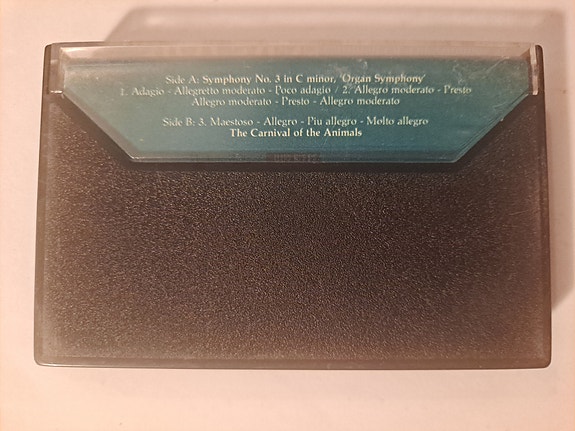 Side A: Symphony No. 3 in C minor, 'Organ Symphony'
1. Adagio - Allegretto moderato - Poco adagio / 2. Allegro moderato - Presto
Allegro moderato - Presto - Allegro moderato
Side B: 3. Maestoso - Allegro - Piu allegro - Molto allegro
The Carnival of the Animals